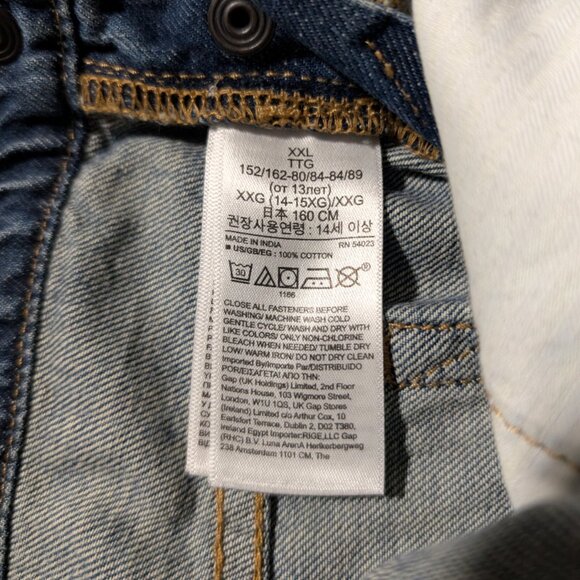 XXL
TTG
152/162-80/84-84/89
(от 13лет)
XXG (14-15XG)/XXG
日本 160 CM
권장사용연령 : 14세 이상
MADE IN INDIA RN 54023
■ US/GB/EG : 100% COTTON
30
®
1186
CLOSE ALL FASTENERS BEFORE
WASHING/ MACHINE WASH COLD
GENTLE CYCLE/ WASH AND DRY WITH
LIKE COLORS/ ONLY NON-CHLORINE
BLEACH WHEN NEEDED/ TUMBLE DRY
LOW/ WARM IRON/ DO NOT DRY CLEAN
Imported By/Importe Par/DISTRIBUIDO
POR/ΕΙΣΑΓΕΤΑΙ ΑΠΟ ΤΗΝ:
Gap (UK Holdings) Limited, 2nd Floor
Nations House, 103 Wigmore Street,
London, W1U 1QS, UK Gap Stores
(Ireland) Limited c/o Arthur Cox, 10
Earlsfort Terrace, Dublin 2, D02 T380,
Ireland Egypt Importer:RIGE,LLC Gap
(RHC) B.V. Luna ArenA Herikerbergweg
238 Amsterdam 1101 CM, The